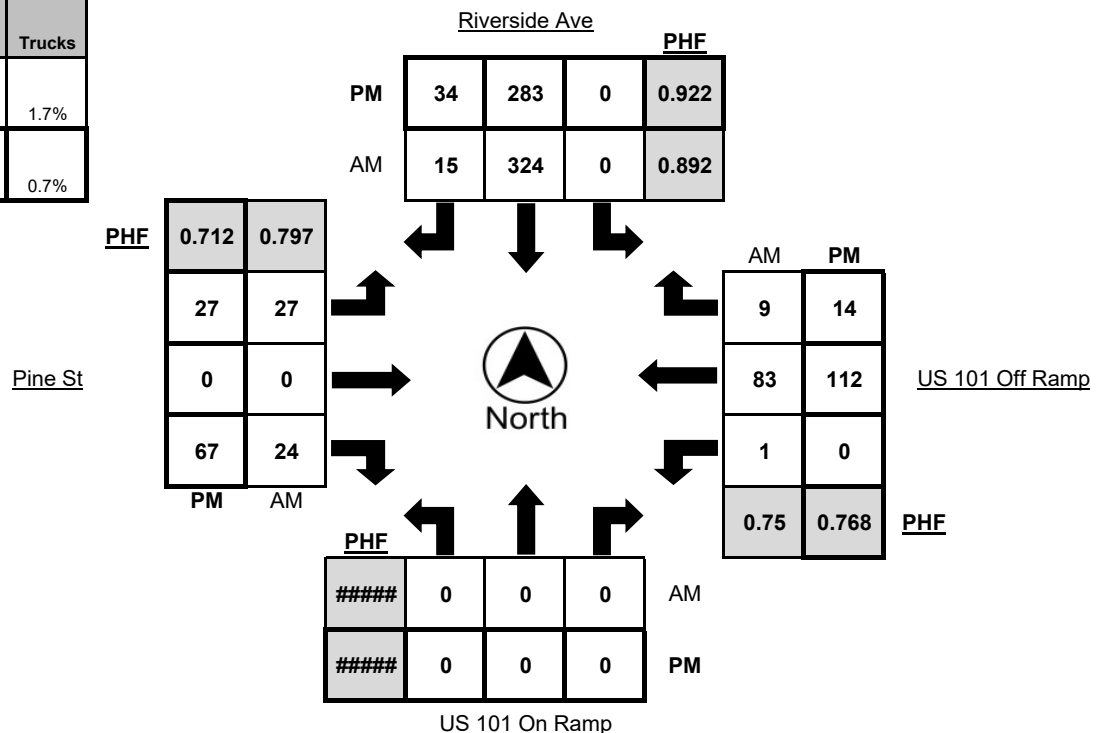 Riverside Ave
Trucks
PHF
PM 34 283 0 0.922
1.7%
AM 15 324 0 0.892
0.7%
PHF 0.712 0.797
AM PM
27 27
9 14
Pine St 0 0
83 112 US 101 Off Ramp
North
67 24
1 0
PM AM
0.75 0.768 PHF
PHF
##### 0 0 0 AM
##### 0 0 0 PM
US 101 On Ramp